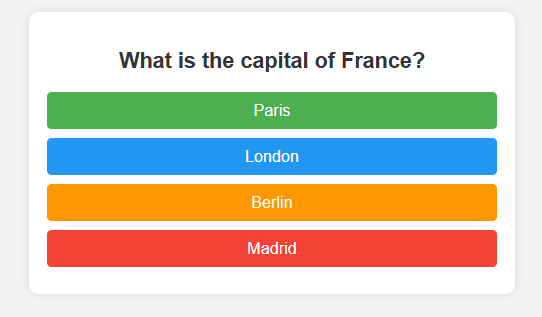 What is the capital of France?
Paris
London
Berlin
Madrid